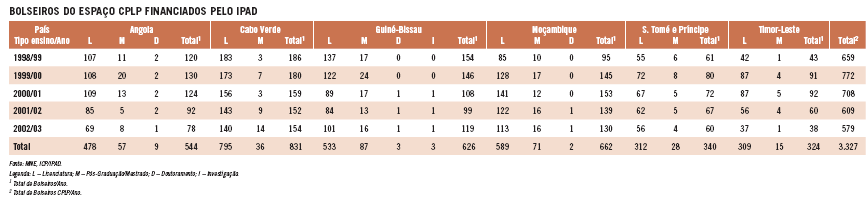 BOLSEIROS DO ESPAÇO CPLP FINANCIADOS PELO IPAD
País Angola Cabo Verde Guiné-Bissau Moçambique S. Tomé e Príncipe Timor-Leste
Tipo ensino/Ano L M D Total¹ L M Total¹ L M D I Total¹ L M D Total¹ L M Total¹ L M Total¹ Total²
1998/99 107 11 2 120 183 3 186 137 17 0 0 154 85 10 0 95 55 6 61 42 1 43 659
1999/00 108 20 2 130 173 7 180 122 24 0 0 146 128 17 0 145 72 8 80 87 4 91 772
2000/01 109 13 2 124 156 3 159 89 17 1 1 108 141 12 0 153 67 5 72 87 5 92 708
2001/02 85 5 2 92 143 9 152 84 13 1 1 99 122 16 1 139 62 5 67 56 4 60 609
2002/03 69 8 1 78 140 14 154 101 16 1 1 119 113 16 1 130 56 4 60 37 1 38 579
Total 478 57 9 544 795 36 831 533 87 3 3 626 589 71 2 662 312 28 340 309 15 324 3.327
Fonte: MNE, ICP/IPAD.
Legenda: L – Licenciatura; M – Pós-Graduação/Mestrado; D – Doutoramento; I – Investigação.
¹ Total de Bolseiros/Ano.
² Total de Bolseiros CPLP/Ano.